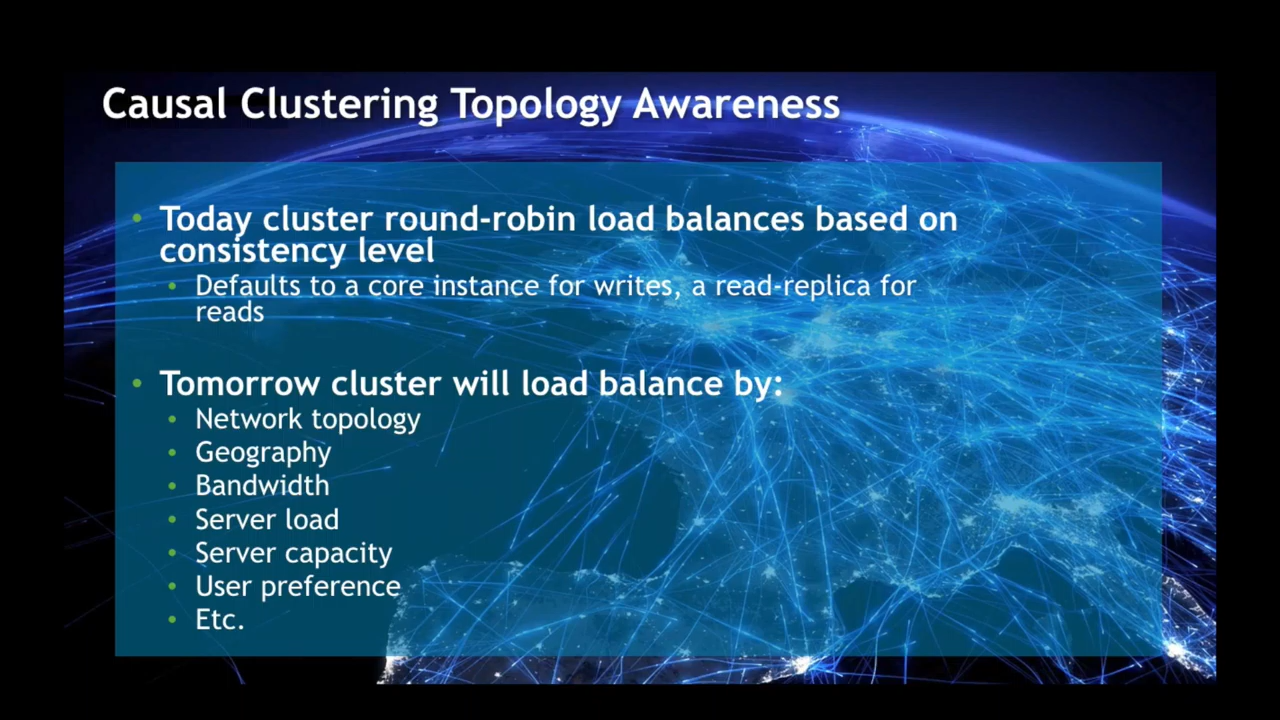 Causal Clustering Topology Awareness
• Today cluster round-robin load balances based on
consistency level
• Defaults to a core instance for writes, a read-replica for
reads
• Tomorrow cluster will load balance by:
• Network topology
• Geography
• Bandwidth
• Server load
• Server capacity
• User preference
• Etc.